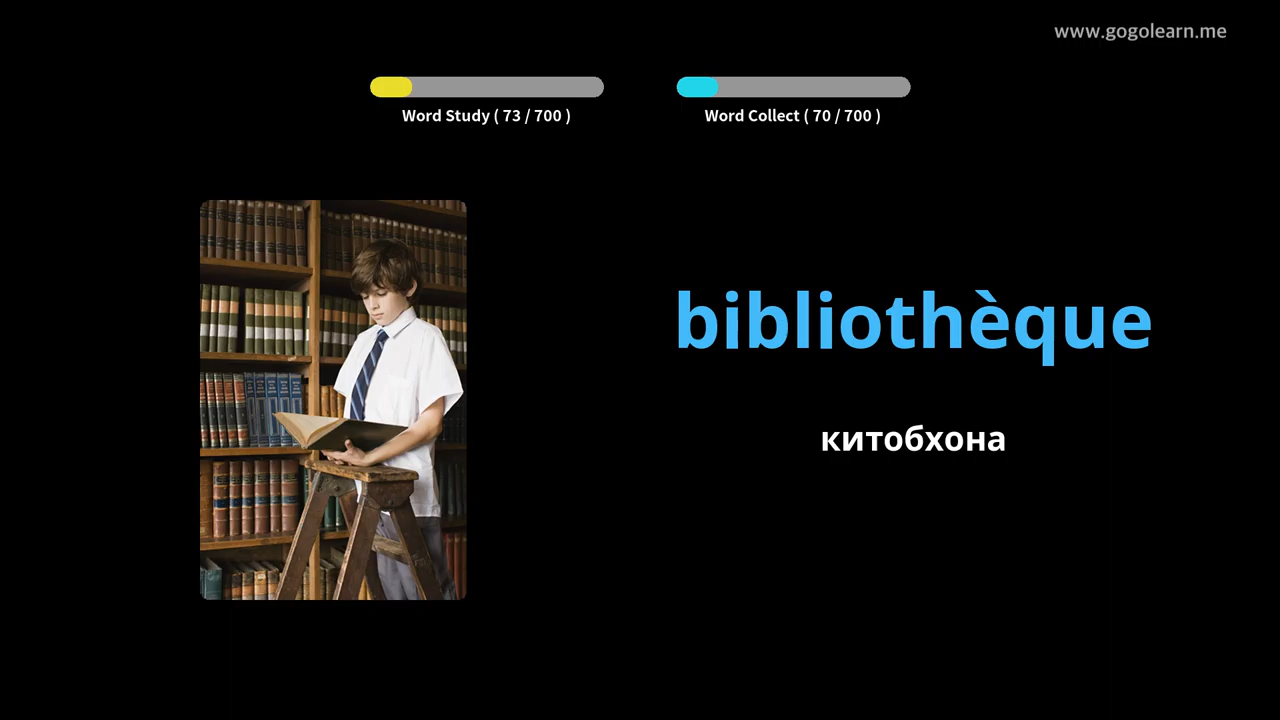 www.gogolearn.me
Word Study ( 73 / 700 )
Word Collect ( 70 / 700 )
bibliothèque
китобхона